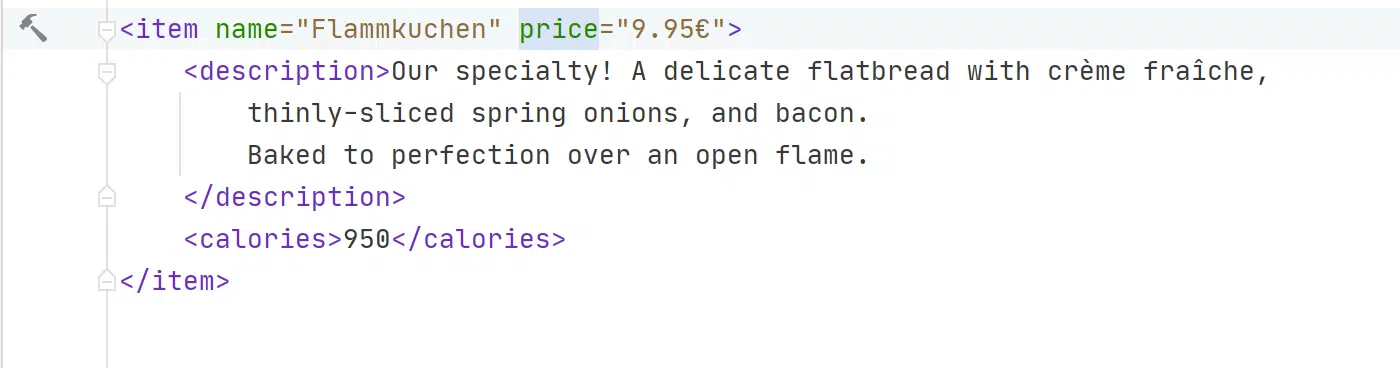 <item name="Flammkuchen" price="9.95€">
<description>Our specialty! A delicate flatbread with crème fraîche,
thinly-sliced spring onions, and bacon.
Baked to perfection over an open flame.
</description>
<calories>950</calories>
</item>